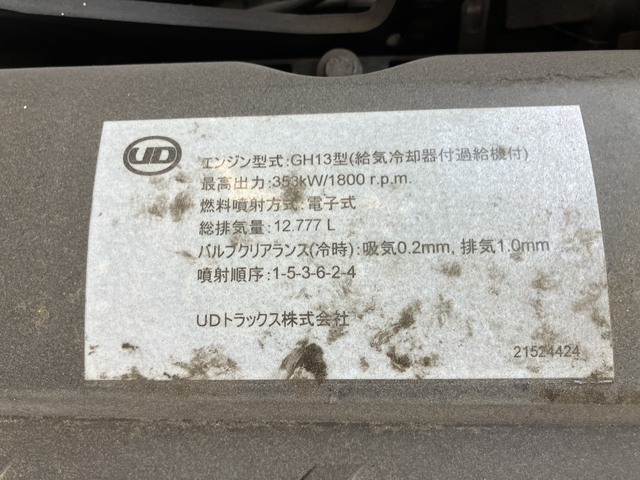 UD
エンジン型式:GH13型(給気冷却器付過給機付)
最高出力:353kW/1800 r.p.m.
燃料噴射方式:電子式
総排気量:12.777 L
バルブクリアランス(冷時):吸気0.2mm, 排気1.0mm
噴射順序:1-5-3-6-2-4
UDトラックス株式会社
21524424